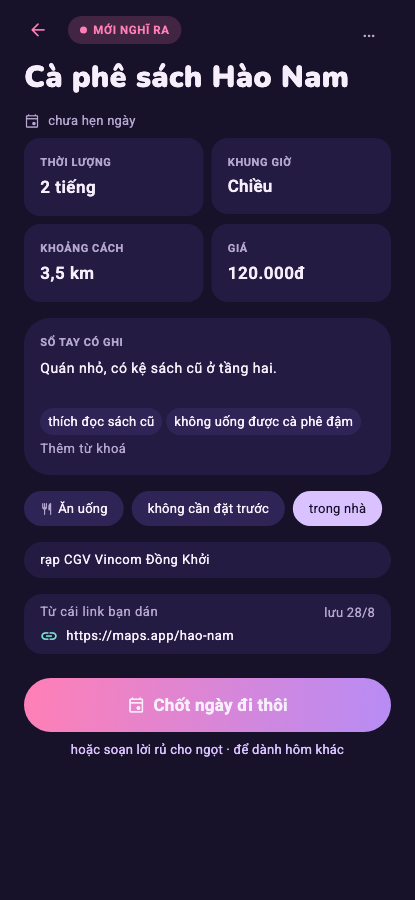 MỚI NGHĨ RA
...
Cà phê sách Hào Nam
chưa hẹn ngày
THỜI LƯỢNG
2 tiếng
KHUNG GIỜ
Chiều
KHOẢNG CÁCH
3,5 km
GIÁ
120.000đ
SỔ TAY CÓ GHI
Quán nhỏ, có kệ sách cũ ở tầng hai.
thích đọc sách cũ
không uống được cà phê đậm
Thêm từ khoá
Ăn uống
không cần đặt trước
trong nhà
rạp CGV Vincom Đồng Khởi
Từ cái link bạn dán
lưu 28/8
https://maps.app/hao-nam
Chốt ngày đi thôi
hoặc soạn lời rủ cho ngọt · để dành hôm khác